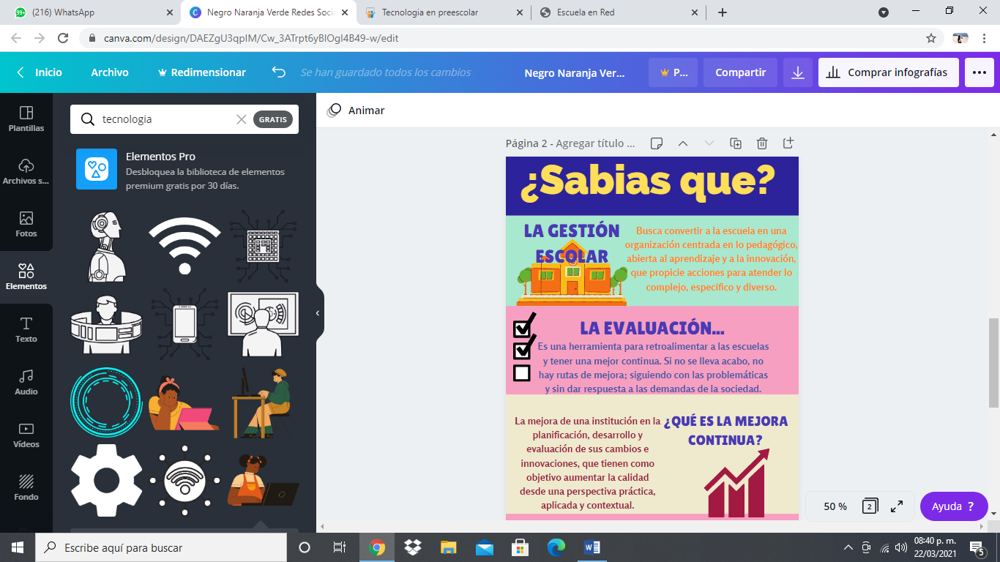 (216) WhatsApp
Negro Naranja Verde Redes Socia
Tecnologia en preescolar
Escuela en Red
canva.com/design/DAEZgU3qpIM/Cw_3ATrpt6yBIOgI4B49-w/edit
Inicio
Archivo
Redimensionar
Se han guardado todos los cambios
Negro Naranja Ver...
P...
Compartir
Comprar infografías
Plantillas
Archivos s...
Fotos
Elementos
Texto
Audio
Vídeos
Fondo
tecnologia
GRATIS
Elementos Pro
Desbloquea la biblioteca de elementos
premium gratis por 30 días.
Animar
Página 2 - Agregar título ...
¿Sabias que?
LA GESTIÓN
ESCOLAR
Busca convertir a la escuela en una
organización centrada en lo pedagógico,
abierta al aprendizaje y a la innovación,
que propicie acciones para atender lo
complejo, especifico y diverso.
LA EVALUACIÓN...
Es una herramienta para retroalimentar a las escuelas
y tener una mejor continua. Si no se lleva acabo, no
hay rutas de mejora; siguiendo con las problemáticas
y sin dar respuesta a las demandas de la sociedad.
La mejora de una institución en la
planificación, desarrollo y
evaluación de sus cambios e
innovaciones, que tienen como
objetivo aumentar la calidad
desde una perspectiva práctica,
aplicada y contextual.
¿QUÉ ES LA MEJORA
CONTINUA?
50 %
2
Ayuda ?
Escribe aquí para buscar
08:40 p. m.
22/03/2021
5